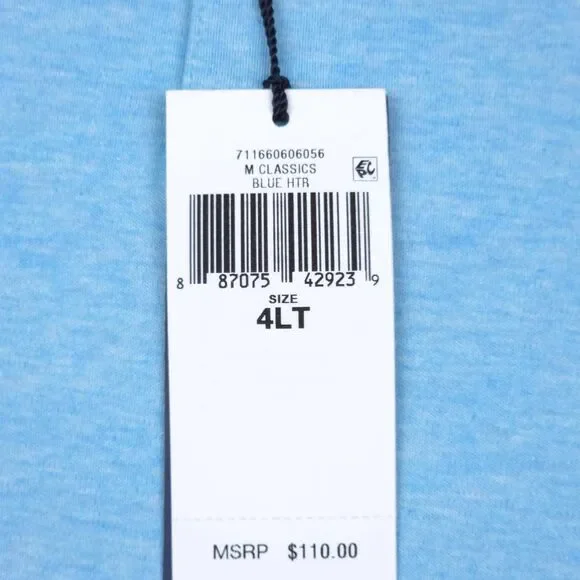 711660606056
M CLASSICS
BLUE HTR
8 87075 42923 9
SIZE
4LT
MSRP $110.00